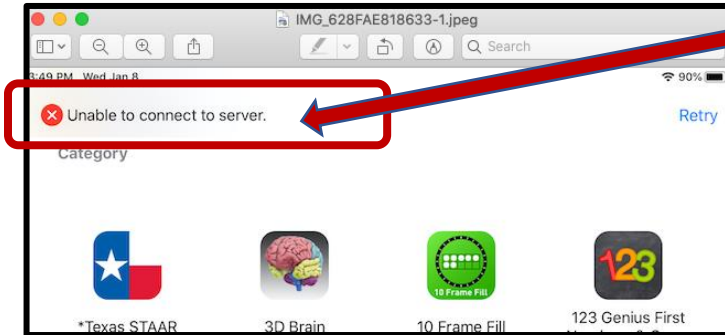 IMG_628FAE818633-1.jpeg
Search
3:49 PM Wed Jan 8
90%
Unable to connect to server.
Retry
Category
10 Frame Fill
123
*Texas STAAR
3D Brain
10 Frame Fill
123 Genius First